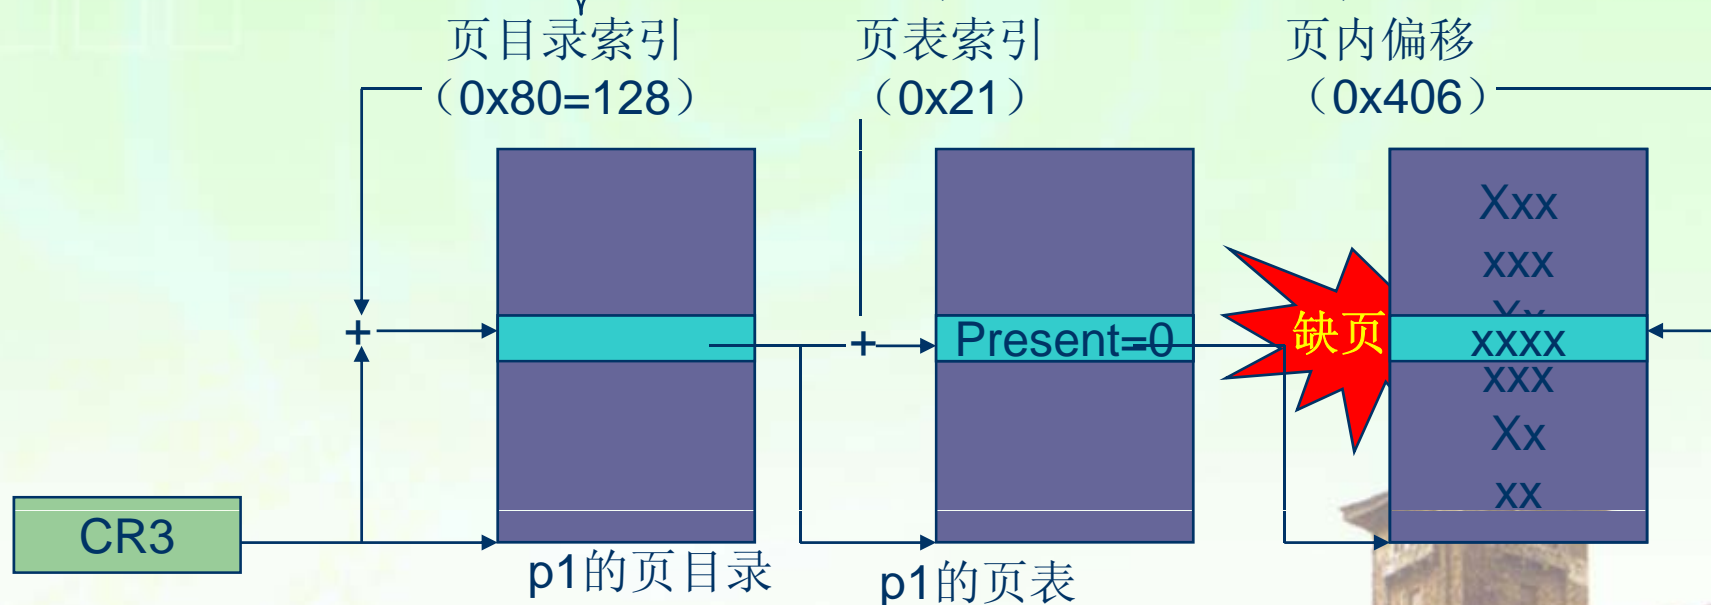 页目录索引
(0x80=128)
页表索引
(0x21)
页内偏移
(0x406)
+
+
Present=0
缺页
Xxx
xxx
Xx
xxxx
xxx
Xx
xx
CR3
p1的页目录
p1的页表